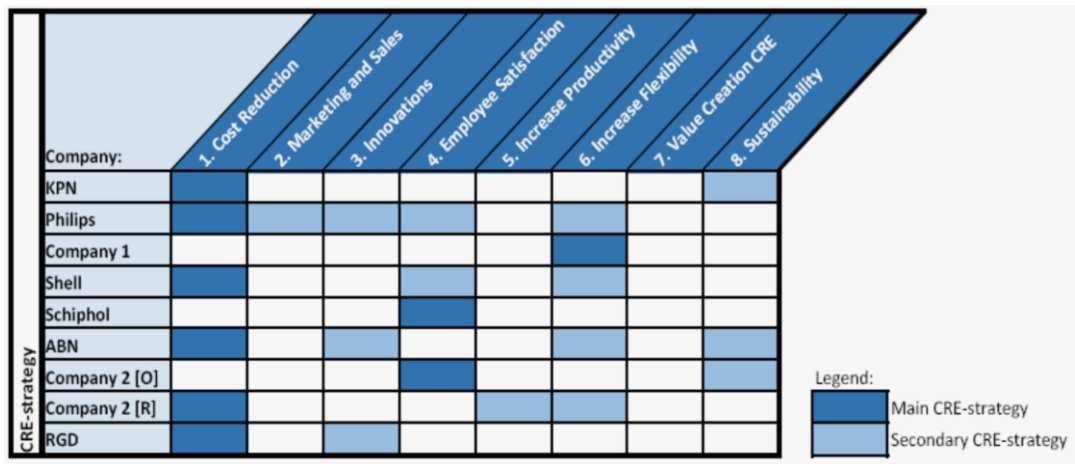 1. Cost Reduction
2. Marketing and Sales
3. Innovations
4. Employee Satisfaction
5. Increase Productivity
6. Increase Flexibility
7. Value Creation CRE
8. Sustainability
Company:
KPN
Philips
Company 1
Shell
Schiphol
ABN
Company 2 [O]
Company 2 [R]
RGD
CRE-strategy
Legend:
Main CRE-strategy
Secondary CRE-strategy